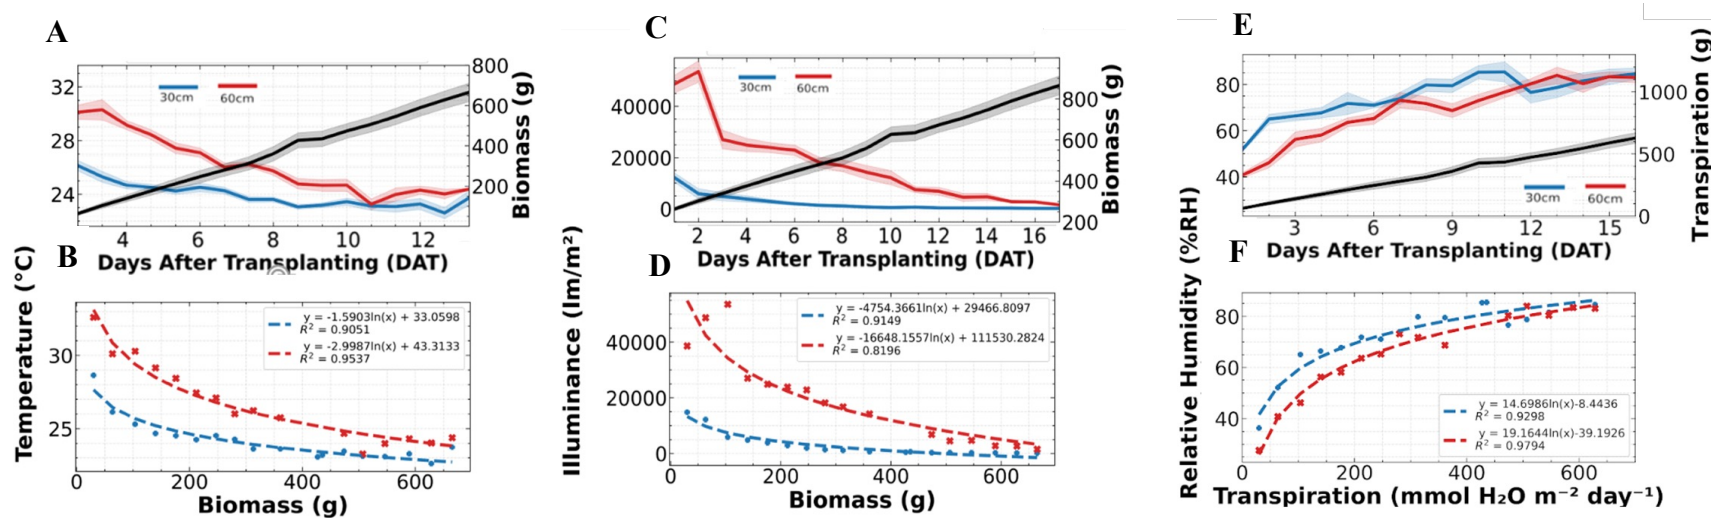 A
32
28
24
800
600
400
200
30cm
60cm
4
6
8
10
12
Biomass (g)
Days After Transplanting (DAT)
B
Temperature (°C)
30
25
y = -1.5903ln(x) + 33.0598
R² = 0.9051
y = -2.9987ln(x) + 43.3133
R² = 0.9537
0
200
400
600
Biomass (g)
C
40000
20000
0
800
600
400
200
30cm
60cm
2
4
6
8
10
12
14
16
Biomass (g)
Days After Transplanting (DAT)
D
Illuminance (lm/m²)
40000
20000
0
y = -4754.3661ln(x) + 29466.8097
R² = 0.9149
y = -16648.1557ln(x) + 111530.2824
R² = 0.8196
0
200
400
600
Biomass (g)
E
80
60
40
1000
500
0
30cm
60cm
3
6
9
12
15
Transpiration (g)
Days After Transplanting (DAT)
F
Relative Humidity (%RH)
80
60
40
y = 14.6986ln(x)-8.4436
R² = 0.9298
y = 19.1644ln(x)-39.1926
R² = 0.9794
0
200
400
600
Transpiration (mmol H₂O m⁻² day⁻¹)